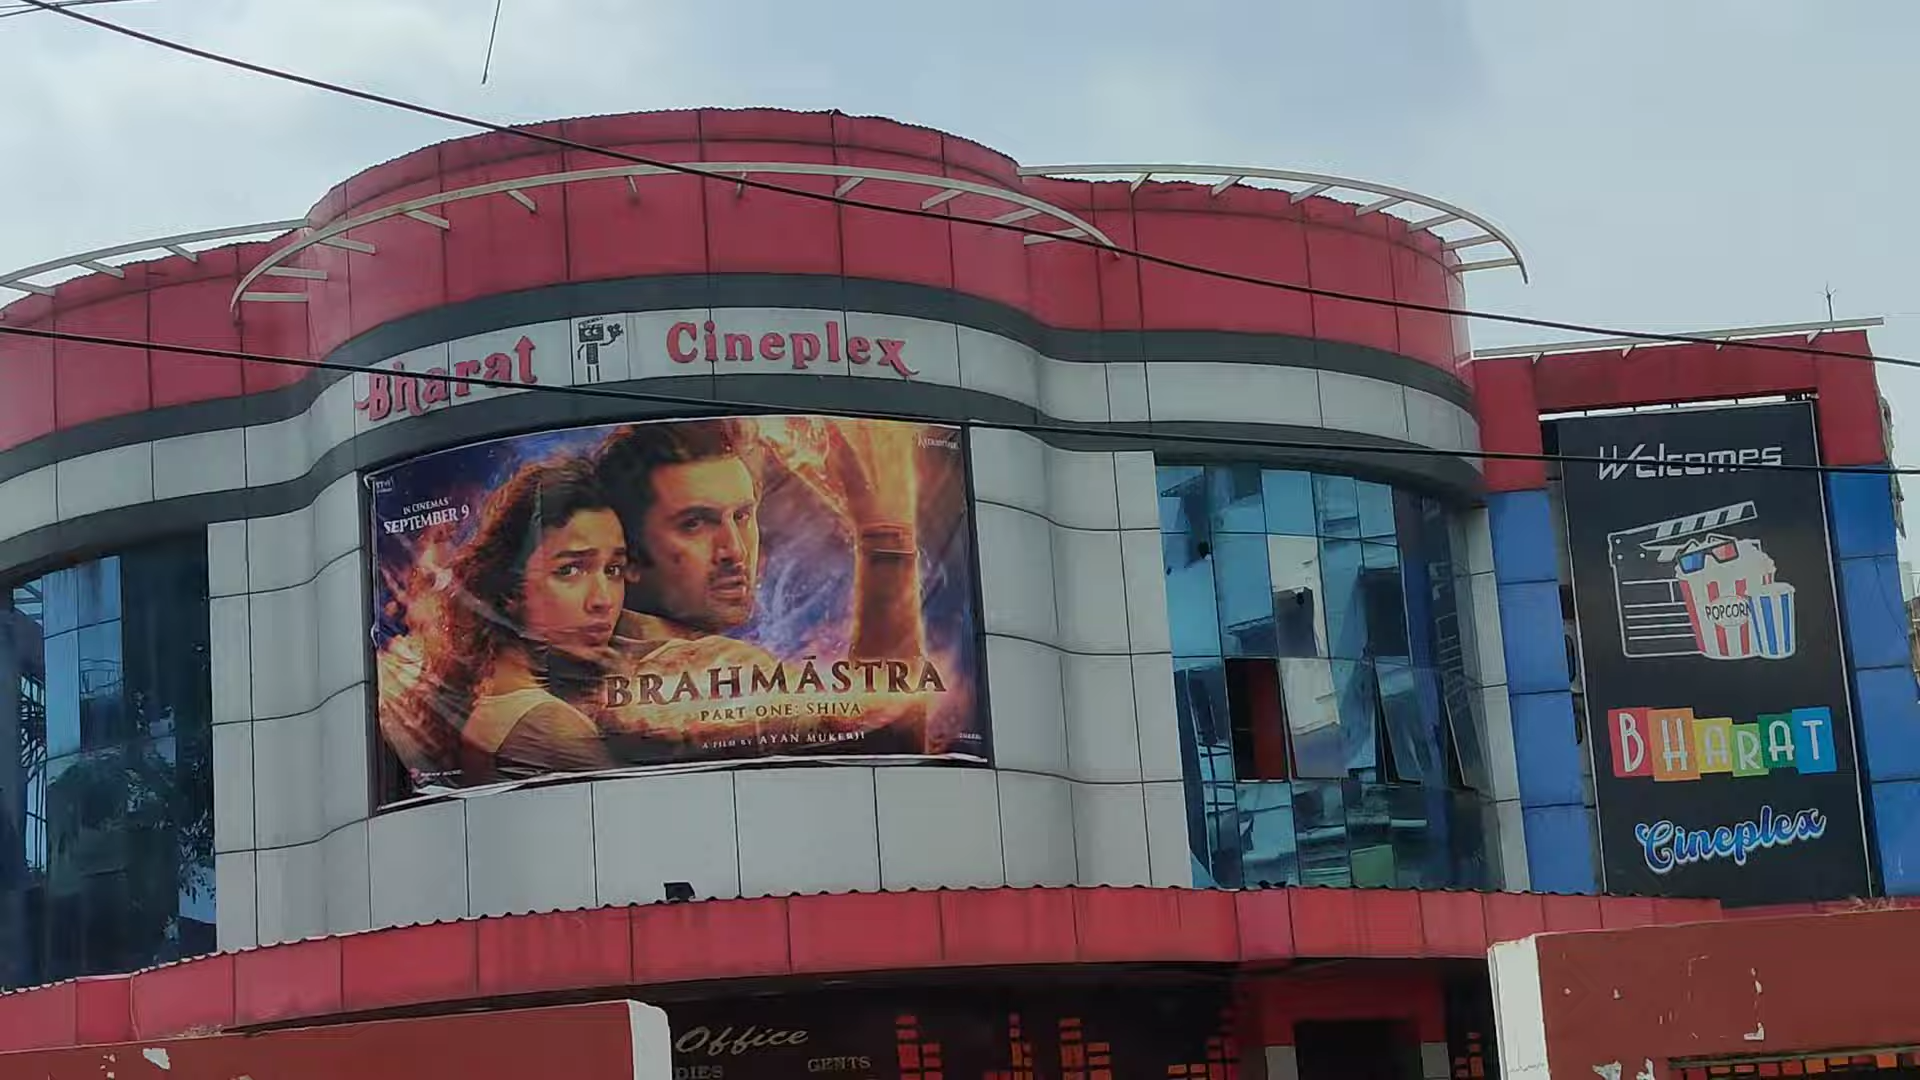 Bharat Cineplex
IN CINEMAS
SEPTEMBER 9
BRAHMĀSTRA
PART ONE: SHIVA
A FILM BY AYAN MUKERJI
Welcomes
POPCORN
BHARAT
Cineplex
Office
GENTS